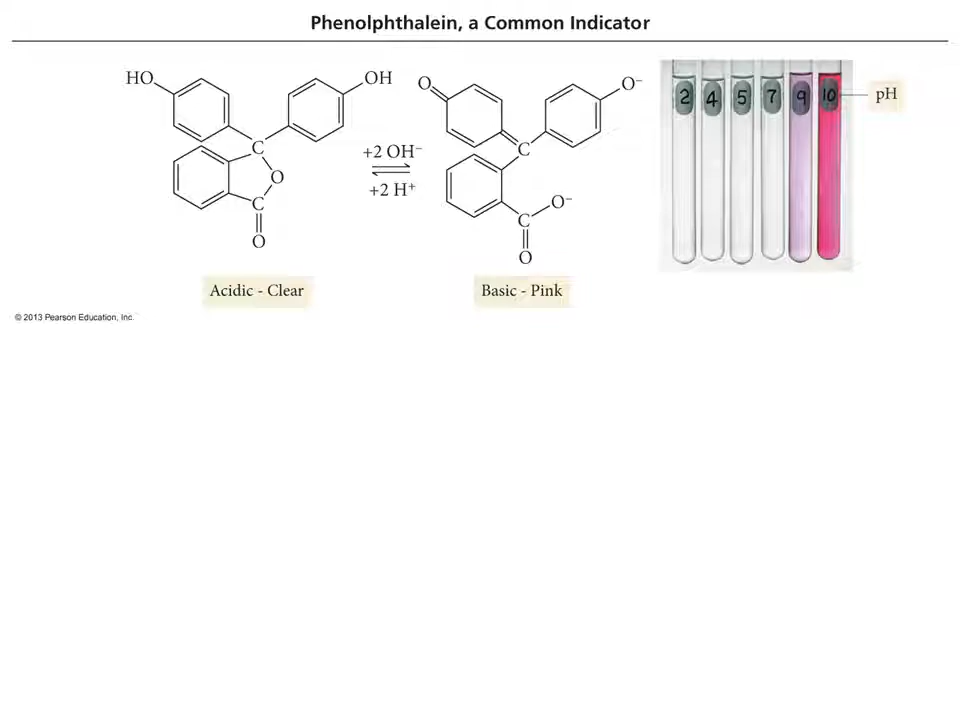 Phenolphthalein, a Common Indicator
HO
OH
C
O
C
O
+2 OH⁻
+2 H⁺
O
O⁻
C
O⁻
C
O
2 4 5 7 9 10
pH
Acidic - Clear
Basic - Pink
© 2013 Pearson Education, Inc.